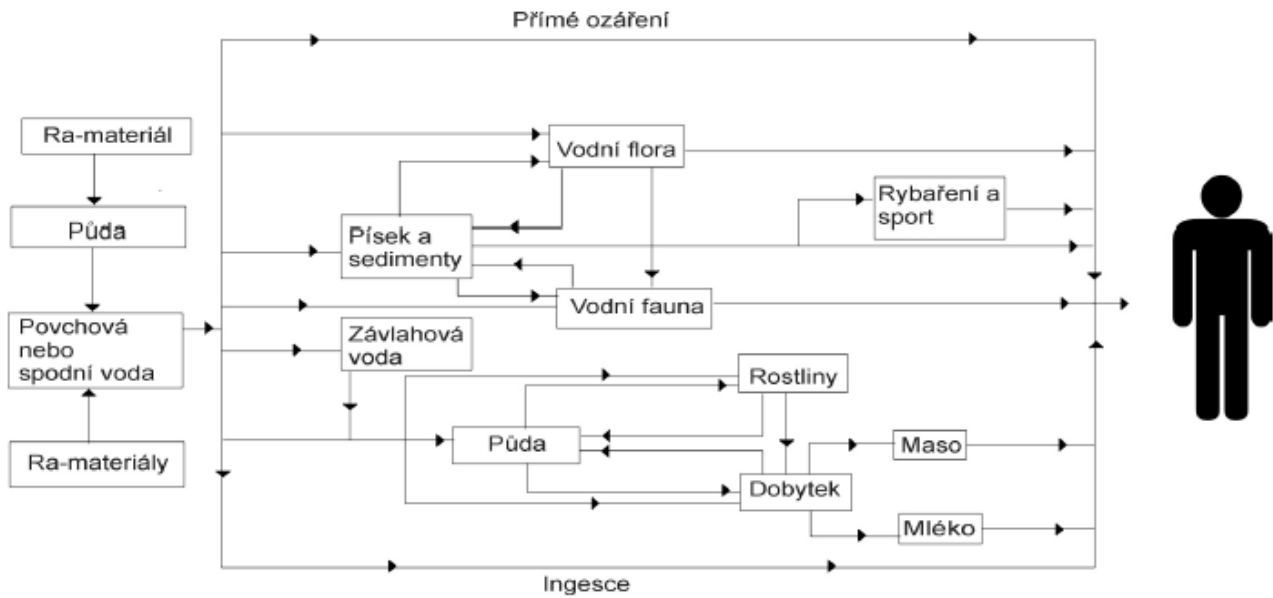 Přímé ozáření
Ra-materiál
Půda
Povchová
nebo
spodní voda
Ra-materiály
Vodní flora
Rybaření a
sport
Písek a
sedimenty
Vodní fauna
Závlahová
voda
Rostliny
Půda
Maso
Dobytek
Mléko
Ingesce